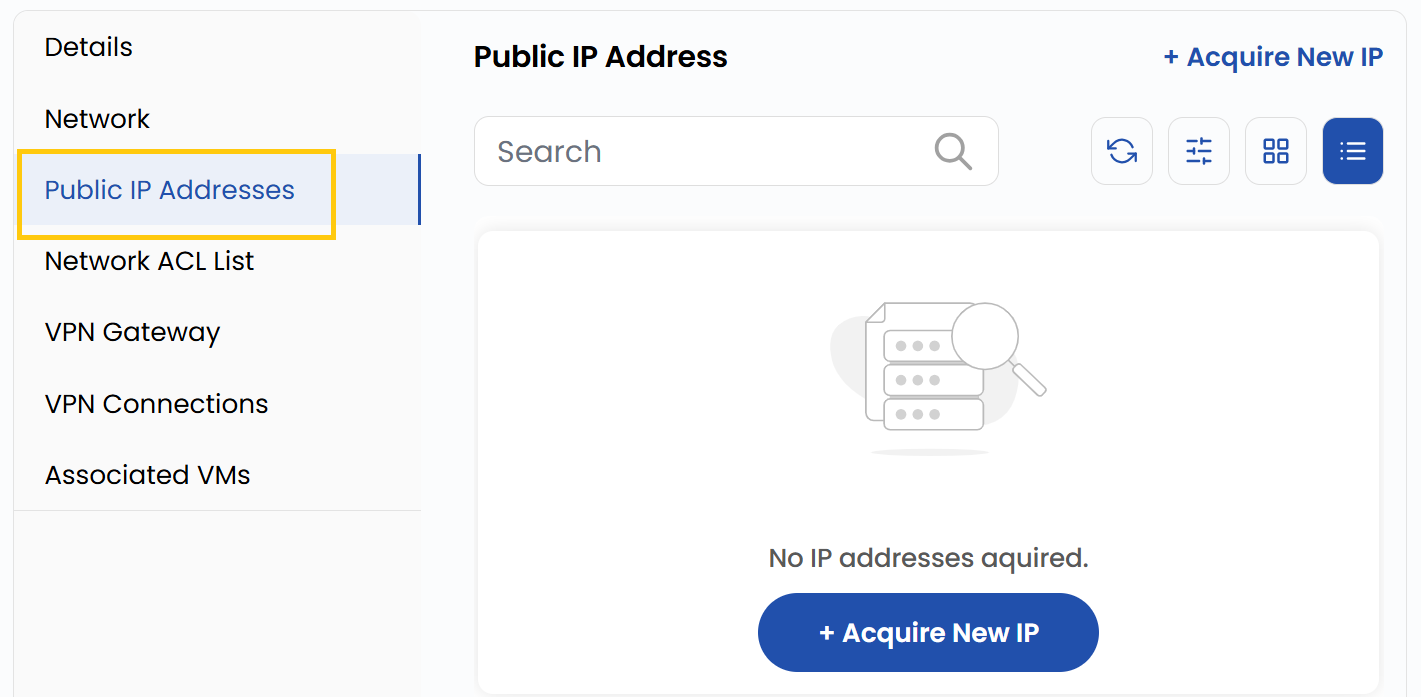 Details
Network
Public IP Addresses
Network ACL List
VPN Gateway
VPN Connections
Associated VMs
Public IP Address
+ Acquire New IP
Search
No IP addresses aquired.
+ Acquire New IP